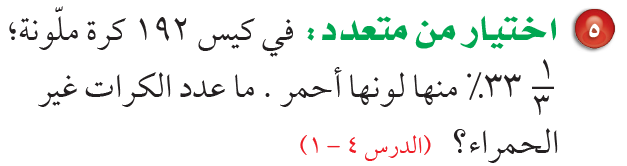 ٥ اختيار من متعدد: في كيس ١٩٢ كرة ملّونة؛
٣٣ ١/٣٪ منها لونها أحمر. ما عدد الكرات غير
الحمراء؟ (الدرس ٤ – ١)